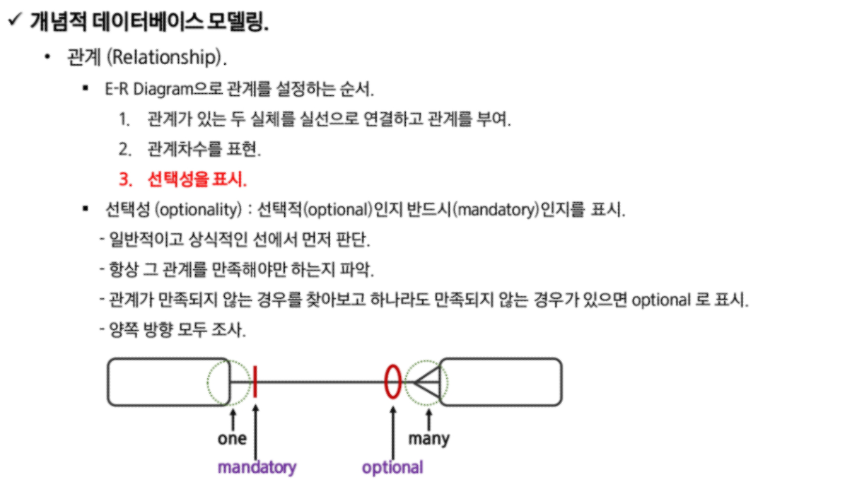 ✓ 개념적 데이터베이스 모델링.
• 관계 (Relationship).
▪ E-R Diagram으로 관계를 설정하는 순서.
1. 관계가 있는 두 실체를 실선으로 연결하고 관계를 부여.
2. 관계차수를 표현.
3. 선택성을 표시.
▪ 선택성 (optionality) : 선택적(optional)인지 반드시(mandatory)인지를 표시.
- 일반적이고 상식적인 선에서 먼저 판단.
- 항상 그 관계를 만족해야만 하는지 파악.
- 관계가 만족되지 않는 경우를 찾아보고 하나라도 만족되지 않는 경우가 있으면 optional 로 표시.
- 양쪽 방향 모두 조사.
one many
mandatory optional